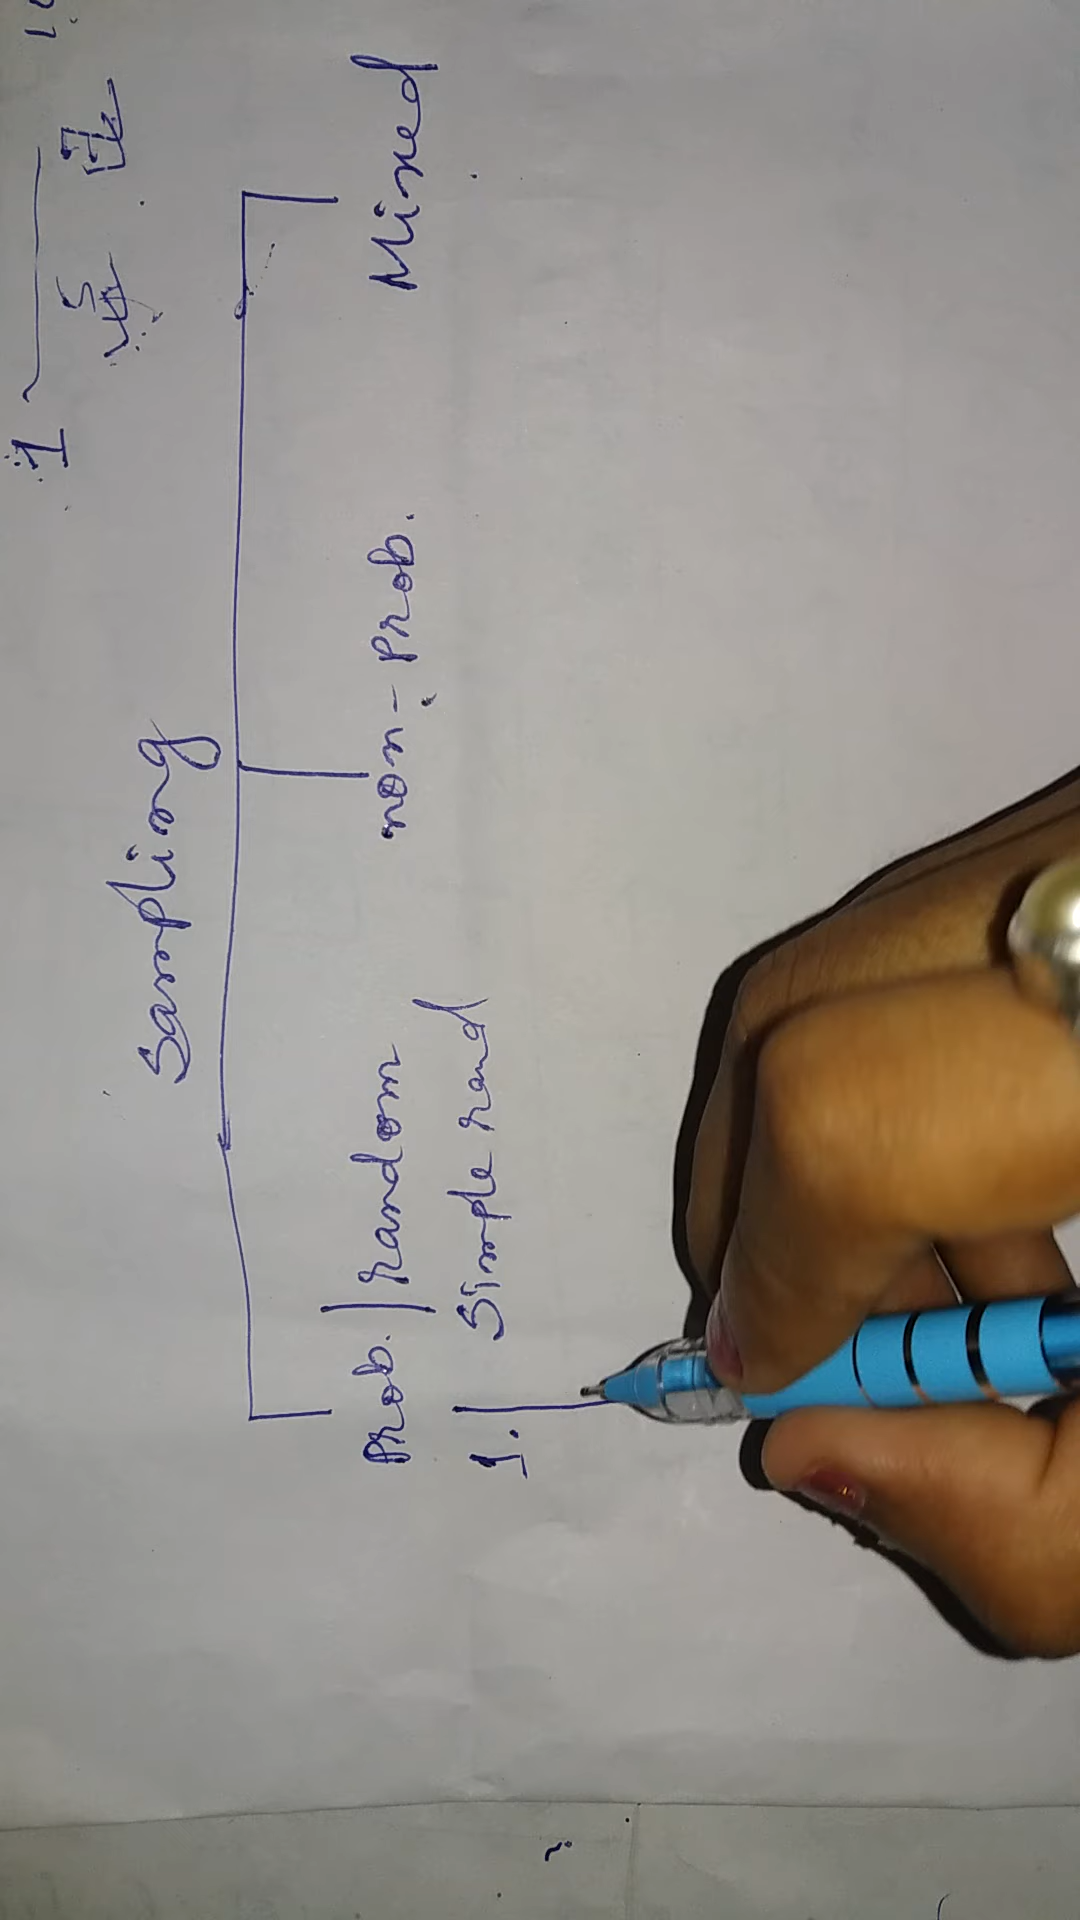 Sampling
Prob. | random non-Prob. Mixed
1. Simple rand